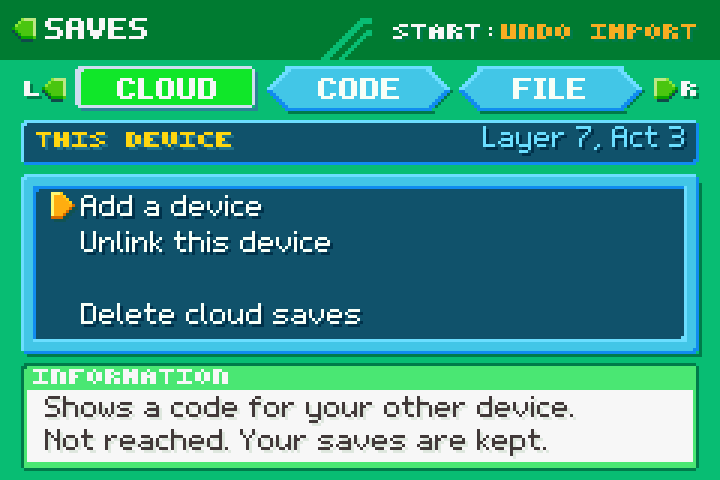 SAVES
START:UNDO IMPORT
L CLOUD CODE FILE R
THIS DEVICE Layer 7, Act 3
Add a device
Unlink this device
Delete cloud saves
INFORMATION
Shows a code for your other device.
Not reached. Your saves are kept.